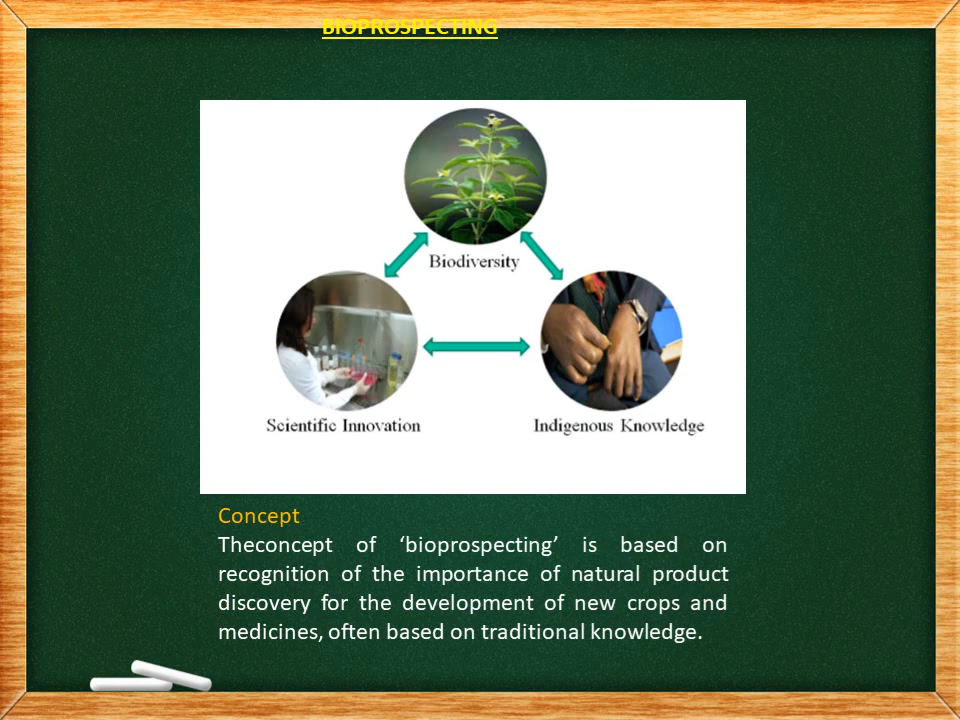 BIOPROSPECTING
Biodiversity
Scientific Innovation
Indigenous Knowledge
Concept
Theconcept of ‘bioprospecting’ is based on
recognition of the importance of natural product
discovery for the development of new crops and
medicines, often based on traditional knowledge.